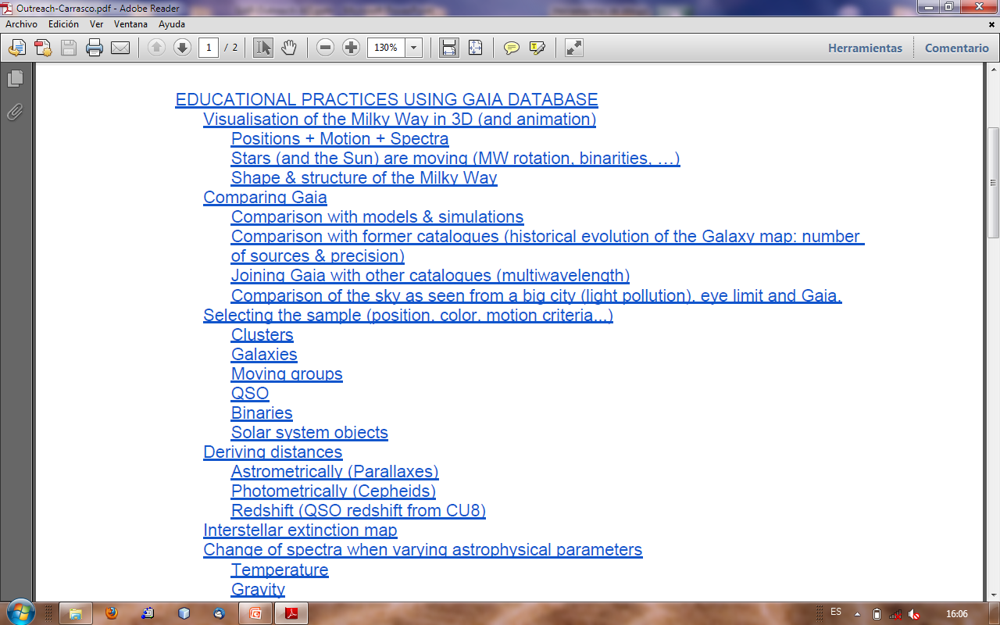 Outreach-Carrasco.pdf - Adobe Reader
Archivo Edición Ver Ventana Ayuda
1 / 2 130% Herramientas Comentario
EDUCATIONAL PRACTICES USING GAIA DATABASE
Visualisation of the Milky Way in 3D (and animation)
Positions + Motion + Spectra
Stars (and the Sun) are moving (MW rotation, binarities, …)
Shape & structure of the Milky Way
Comparing Gaia
Comparison with models & simulations
Comparison with former catalogues (historical evolution of the Galaxy map: number
of sources & precision)
Joining Gaia with other catalogues (multiwavelength)
Comparison of the sky as seen from a big city (light pollution), eye limit and Gaia.
Selecting the sample (position, color, motion criteria...)
Clusters
Galaxies
Moving groups
QSO
Binaries
Solar system objects
Deriving distances
Astrometrically (Parallaxes)
Photometrically (Cepheids)
Redshift (QSO redshift from CU8)
Interstellar extinction map
Change of spectra when varying astrophysical parameters
Temperature
Gravity
ES 16:06